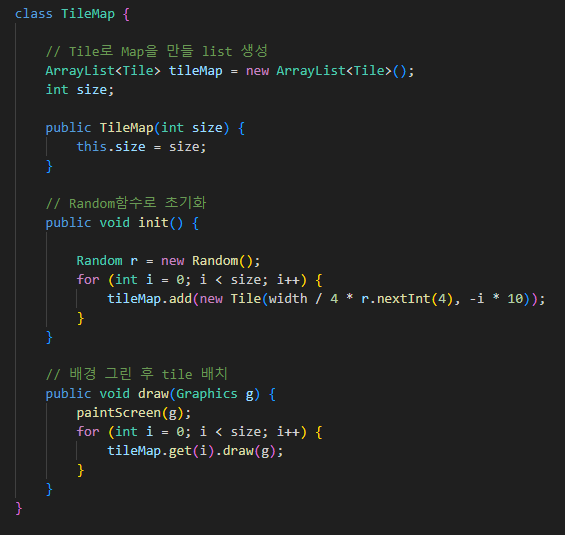 class TileMap {
// Tile로 Map을 만들 list 생성
ArrayList<Tile> tileMap = new ArrayList<Tile>();
int size;
public TileMap(int size) {
this.size = size;
}
// Random함수로 초기화
public void init() {
Random r = new Random();
for (int i = 0; i < size; i++) {
tileMap.add(new Tile(width / 4 * r.nextInt(4), -i * 10));
}
}
// 배경 그린 후 tile 배치
public void draw(Graphics g) {
paintScreen(g);
for (int i = 0; i < size; i++) {
tileMap.get(i).draw(g);
}
}
}